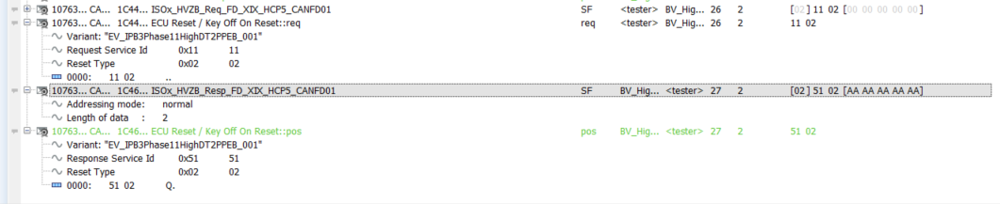 10763... CA... 1C44... ISOx_HVZB_Req_FD_XIX_HCP5_CANFD01 SF <tester> BV_Hig... 26 2 [02] 11 02 [00 00 00 00 00]
10763... CA... 1C44... ECU Reset / Key Off On Reset::req req <tester> BV_Hig... 26 2 11 02
Variant: "EV_IPB3Phase11HighDT2PPEB_001"
Request Service Id 0x11 11
Reset Type 0x02 02
0000: 11 02 ..
10763... CA... 1C46... ISOx_HVZB_Resp_FD_XIX_HCP5_CANFD01 SF BV_Hig... <tester> 27 2 [02] 51 02 [AA AA AA AA AA]
Addressing mode: normal
Length of data : 2
10763... CA... 1C46... ECU Reset / Key Off On Reset::pos pos BV_Hig... <tester> 27 2 51 02
Variant: "EV_IPB3Phase11HighDT2PPEB_001"
Response Service Id 0x51 51
Reset Type 0x02 02
0000: 51 02 Q.